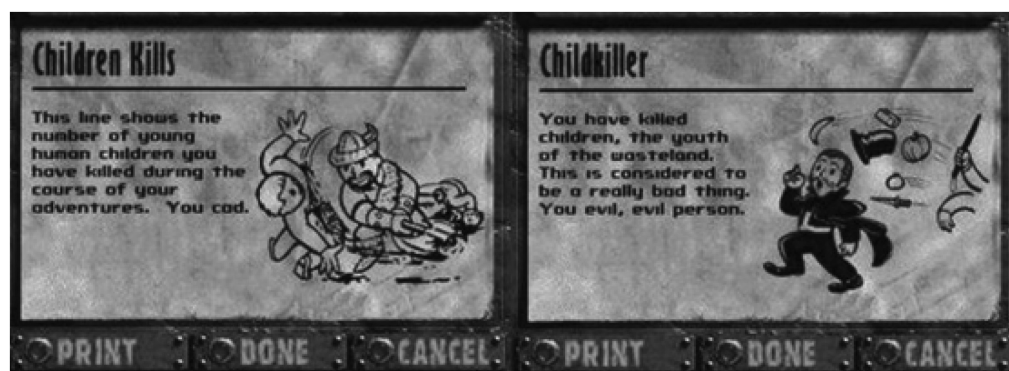 Children Kills
This line shows the
number of young
human children you
have killed during the
course of your
adventures. You cad.
PRINT
DONE
CANCEL
Childkiller
You have killed
children, the youth
of the wasteland.
This is considered to
be a really bad thing.
You evil, evil person.
PRINT
DONE
CANCEL